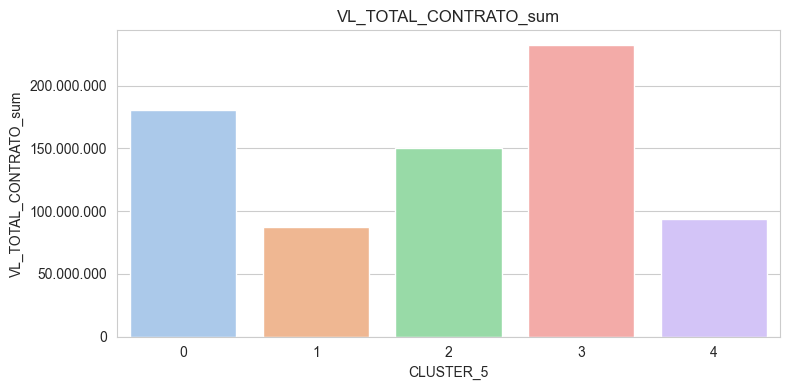 VL_TOTAL_CONTRATO_sum
VL_TOTAL_CONTRATO_sum
200.000.000
150.000.000
100.000.000
50.000.000
0
0 1 2 3 4
CLUSTER_5